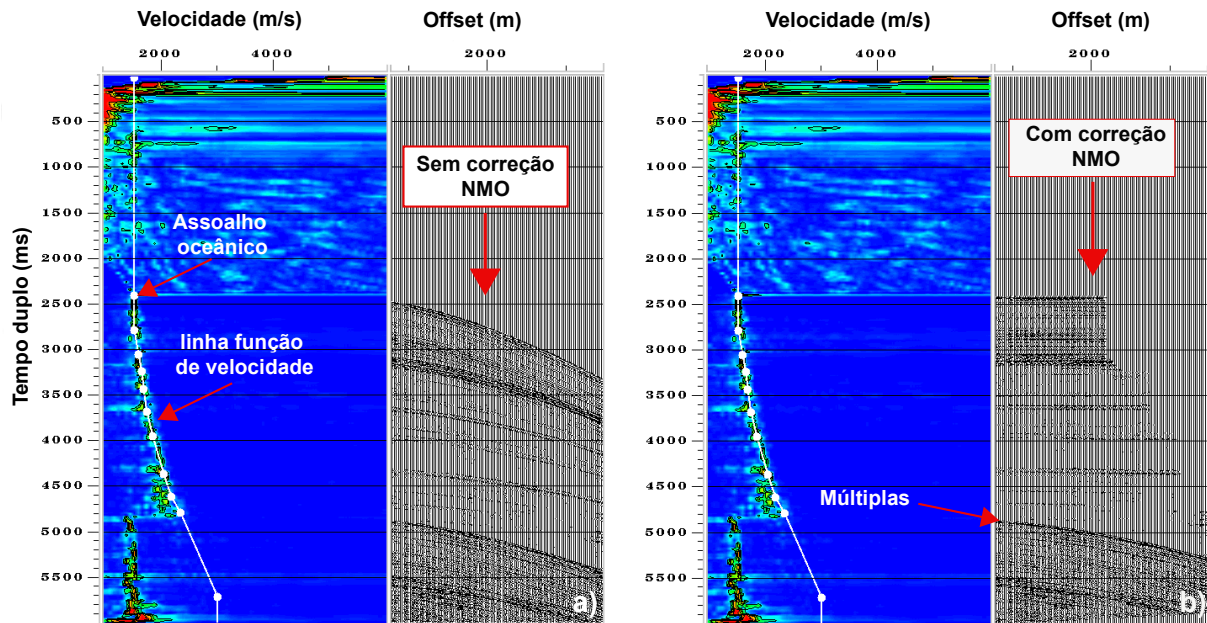 Velocidade (m/s)
Offset (m)
2000
4000
2000
Tempo duplo (ms)
500
1000
1500
2000
2500
3000
3500
4000
4500
5000
5500
Sem correção
NMO
Assoalho
oceânico
linha função
de velocidade
a)
Velocidade (m/s)
Offset (m)
2000
4000
2000
500
1000
1500
2000
2500
3000
3500
4000
4500
5000
5500
Com correção
NMO
Múltiplas
b)